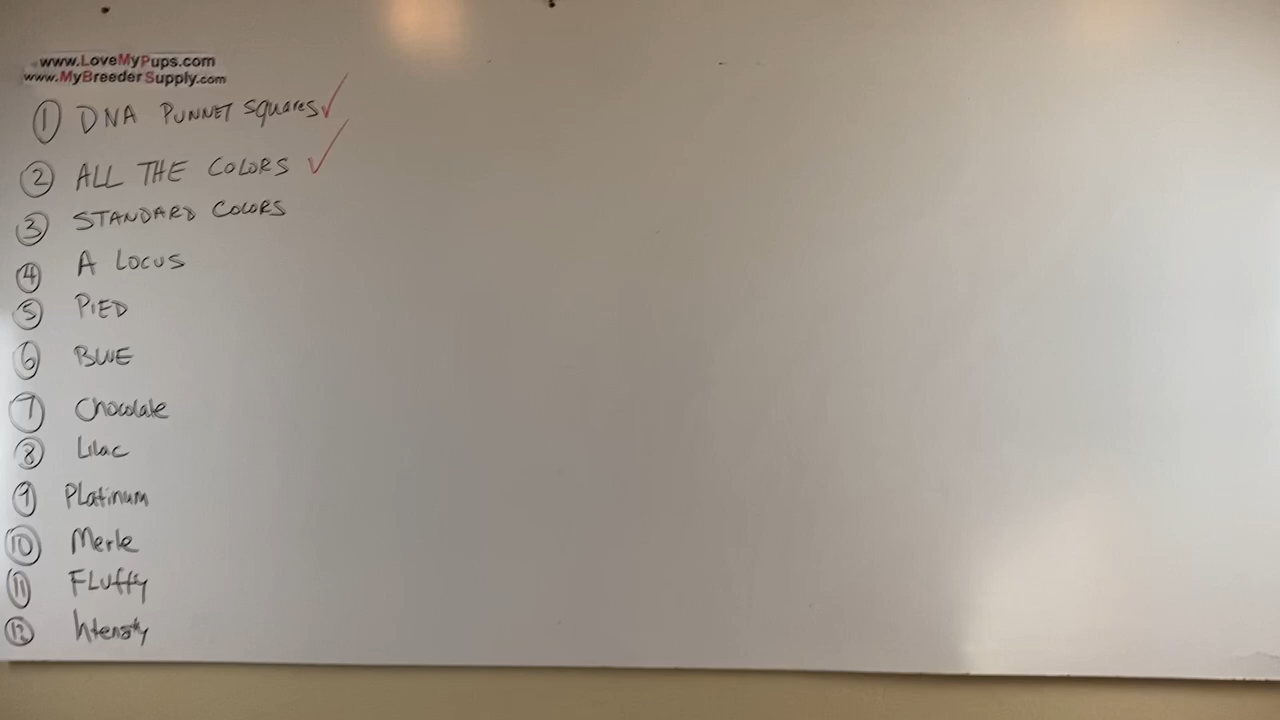 www.LoveMyPups.com
www.MyBreederSupply.com
1 DNA PUNNET SQuares ✓
2 ALL THE COLORS ✓
3 STANDARD COLORS
4 A LOCUS
5 PIED
6 BLUE
7 Chocolate
8 Lilac
9 PLatinum
10 Merle
11 FLuffy
12 Intensity